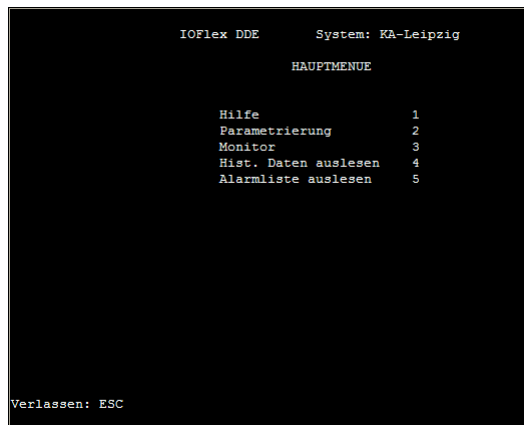 IOFlex DDE System: KA-Leipzig
HAUPTMENUE
Hilfe 1
Parametrierung 2
Monitor 3
Hist. Daten auslesen 4
Alarmliste auslesen 5
Verlassen: ESC